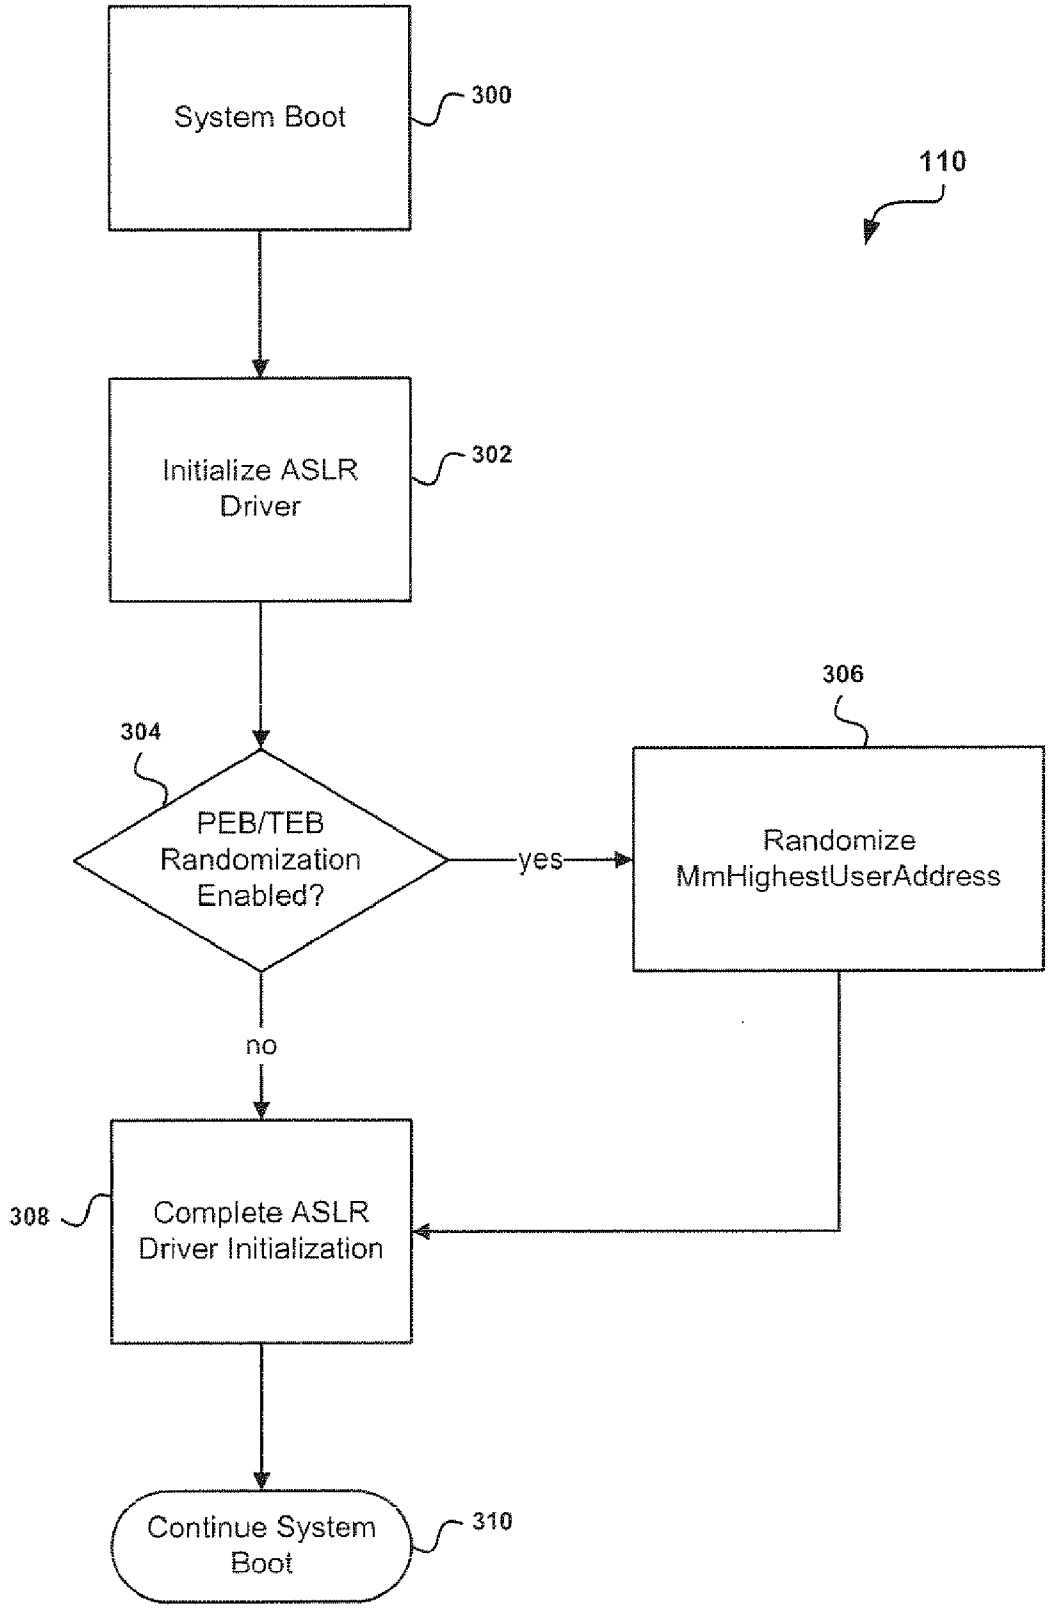 System Boot
300
110
Initialize ASLR
Driver
302
304
PEB/TEB
Randomization
Enabled?
yes
306
Randomize
MmHighestUserAddress
no
308
Complete ASLR
Driver Initialization
Continue System
Boot
310